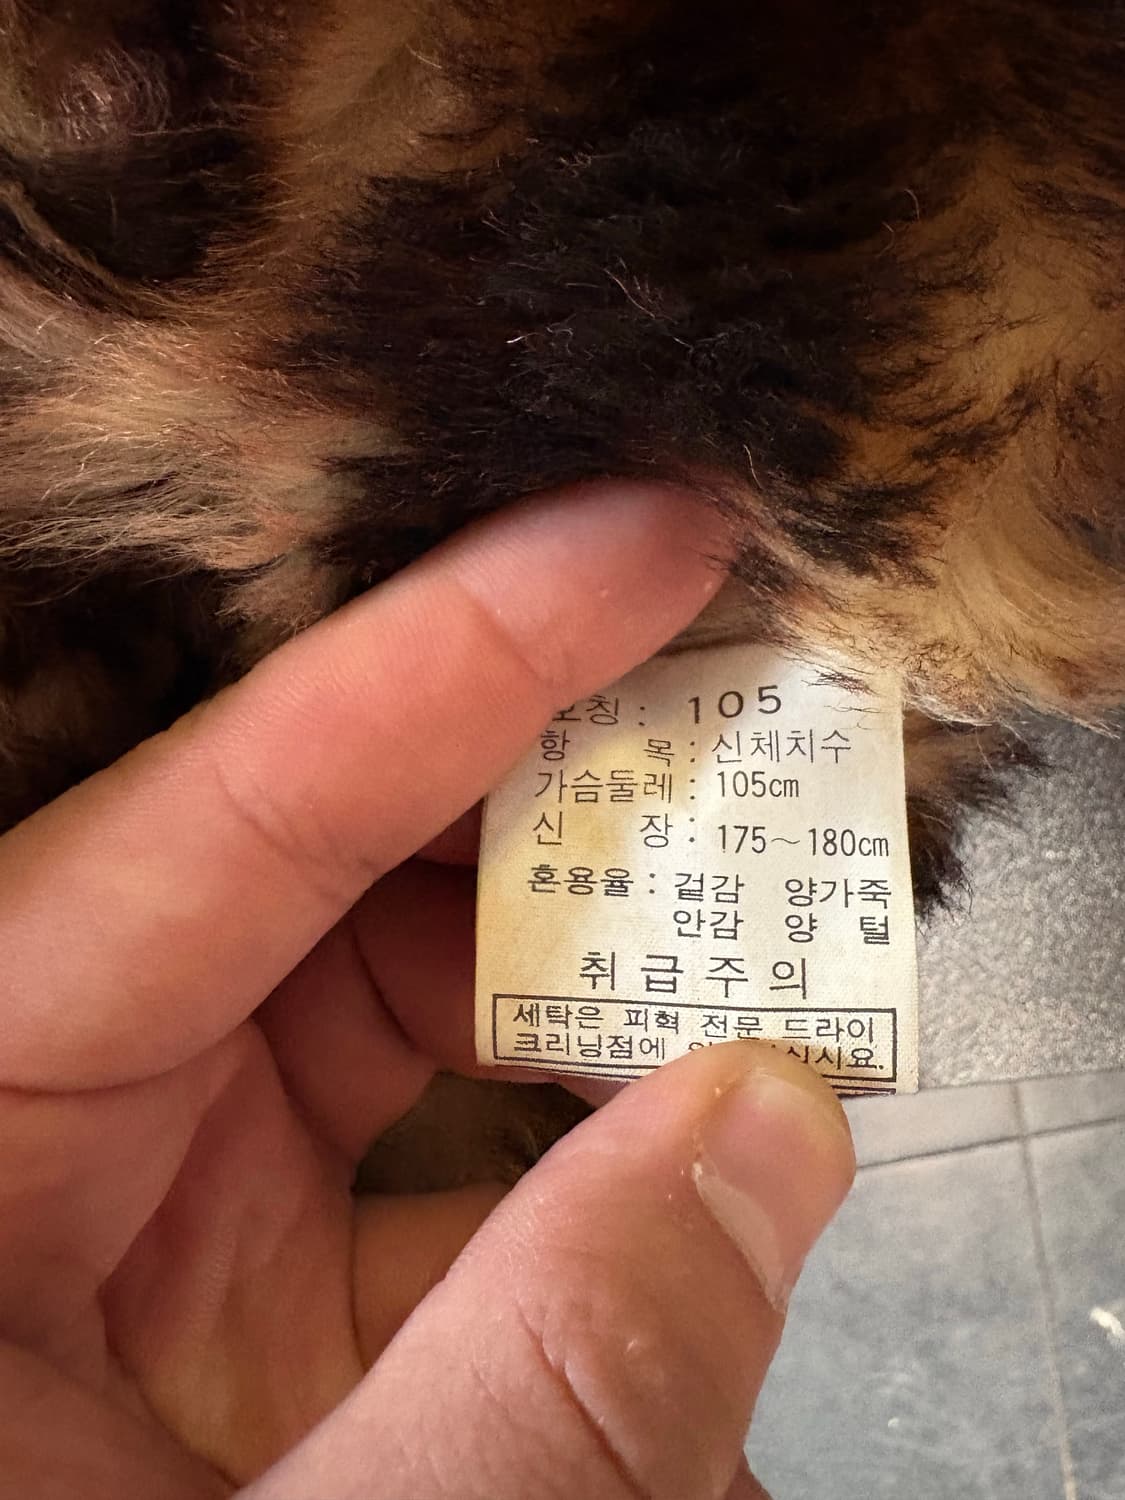 호칭 : 105
항 목 : 신체치수
가슴둘레 : 105cm
신 장 : 175~180cm
혼용율 : 겉감 양가죽
안감 양 털
취급주의
세탁은 피혁 전문 드라이
크리닝점에